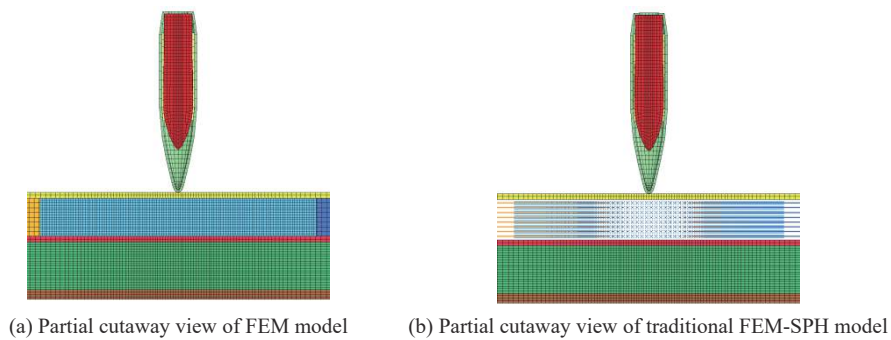 (a) Partial cutaway view of FEM model
(b) Partial cutaway view of traditional FEM-SPH model